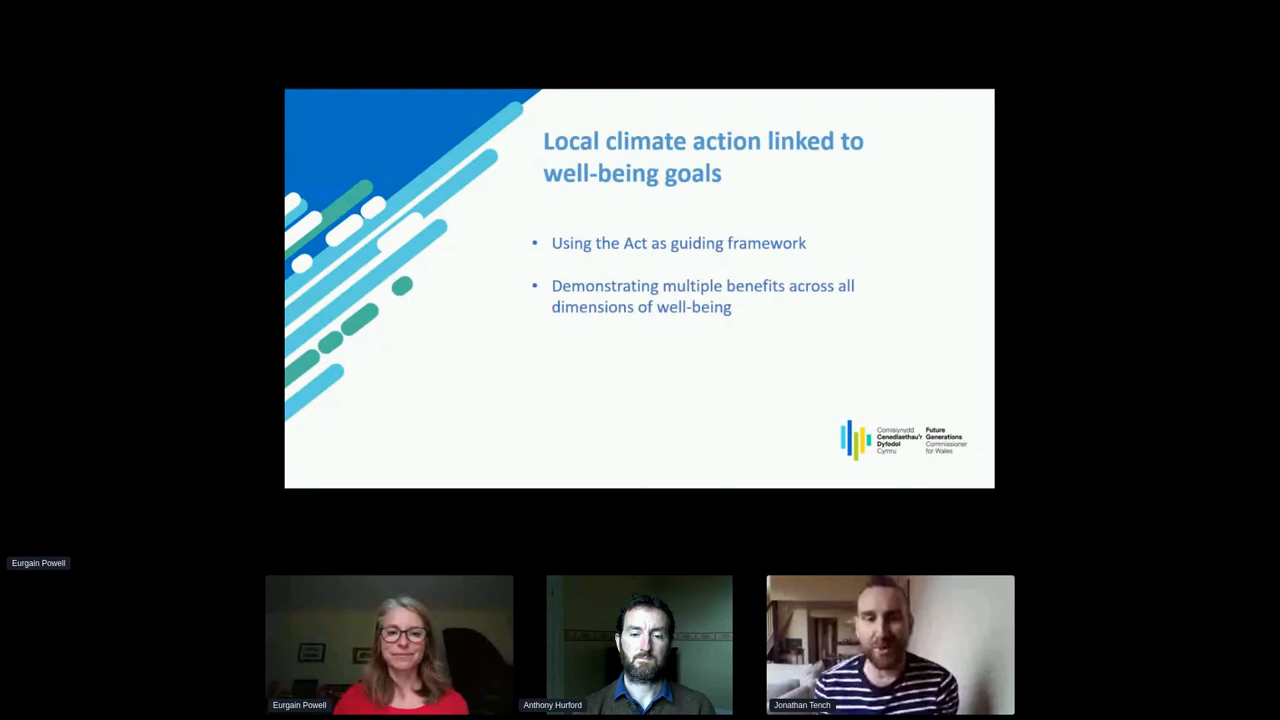 Local climate action linked to
well-being goals
• Using the Act as guiding framework
• Demonstrating multiple benefits across all
dimensions of well-being
Comisiynydd
Cenedlaethau'r
Dyfodol
Cymru
Future
Generations
Commissioner
for Wales
Eurgain Powell
Eurgain Powell
Anthony Hurford
Jonathan Tench